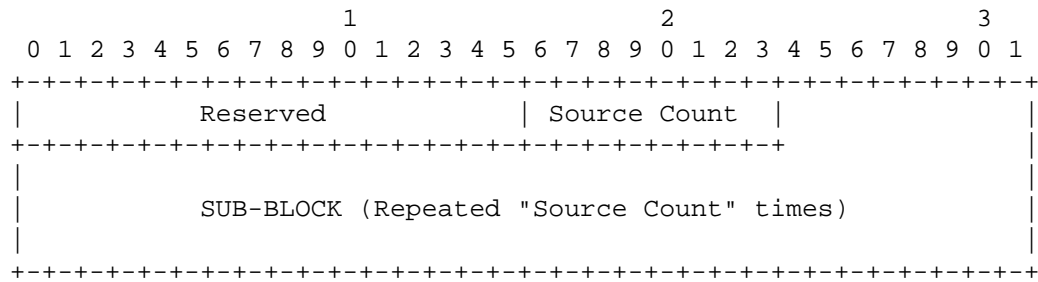 1                   2                   3
 0 1 2 3 4 5 6 7 8 9 0 1 2 3 4 5 6 7 8 9 0 1 2 3 4 5 6 7 8 9 0 1
+-+-+-+-+-+-+-+-+-+-+-+-+-+-+-+-+-+-+-+-+-+-+-+-+-+-+-+-+-+-+-+-+
|           Reserved            | Source Count  |               |
+-+-+-+-+-+-+-+-+-+-+-+-+-+-+-+-+-+-+-+-+-+-+-+-+               |
|                                                               |
|           SUB-BLOCK (Repeated "Source Count" times)           |
|                                                               |
+-+-+-+-+-+-+-+-+-+-+-+-+-+-+-+-+-+-+-+-+-+-+-+-+-+-+-+-+-+-+-+-+